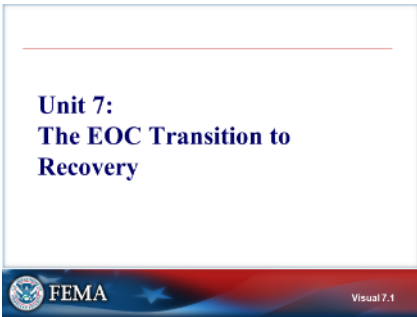 Unit 7:
The EOC Transition to
Recovery
FEMA
Visual 7.1